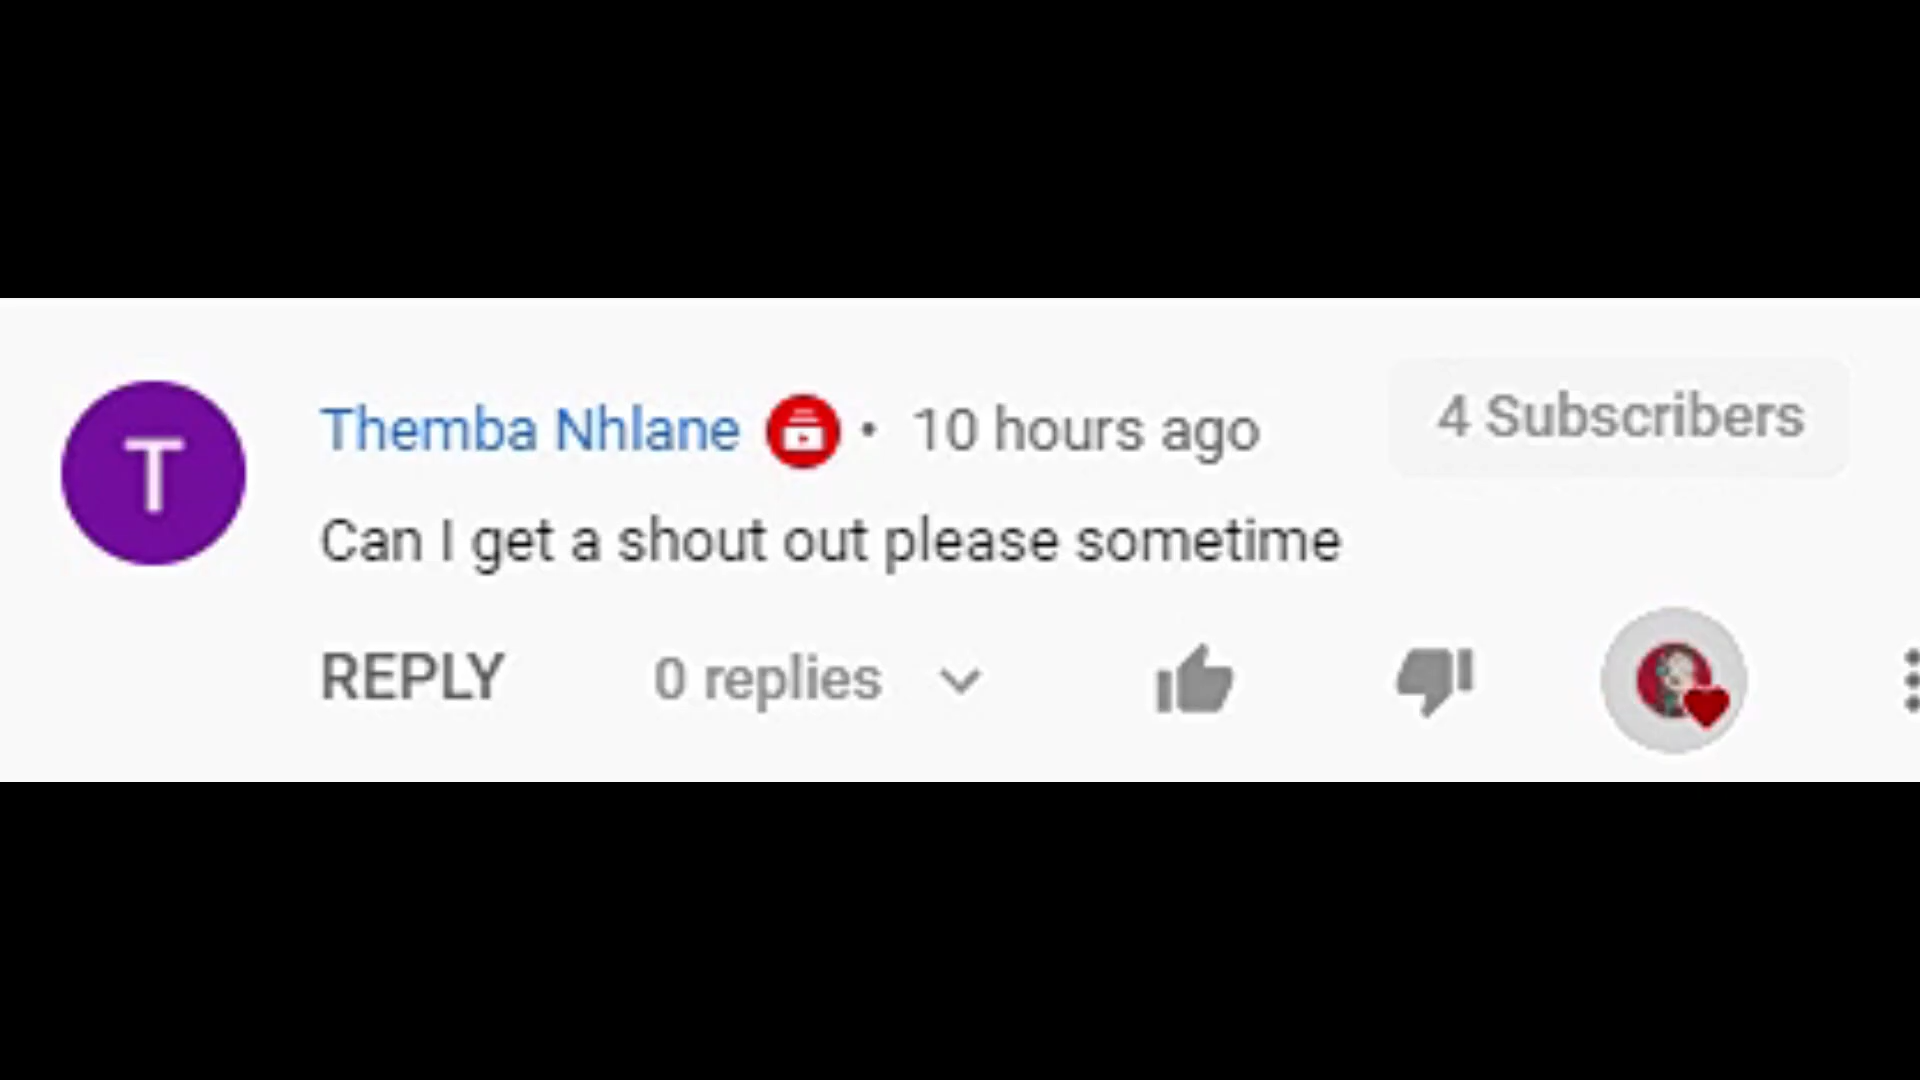 T
Themba Nhlane • 10 hours ago
4 Subscribers
Can I get a shout out please sometime
REPLY 0 replies